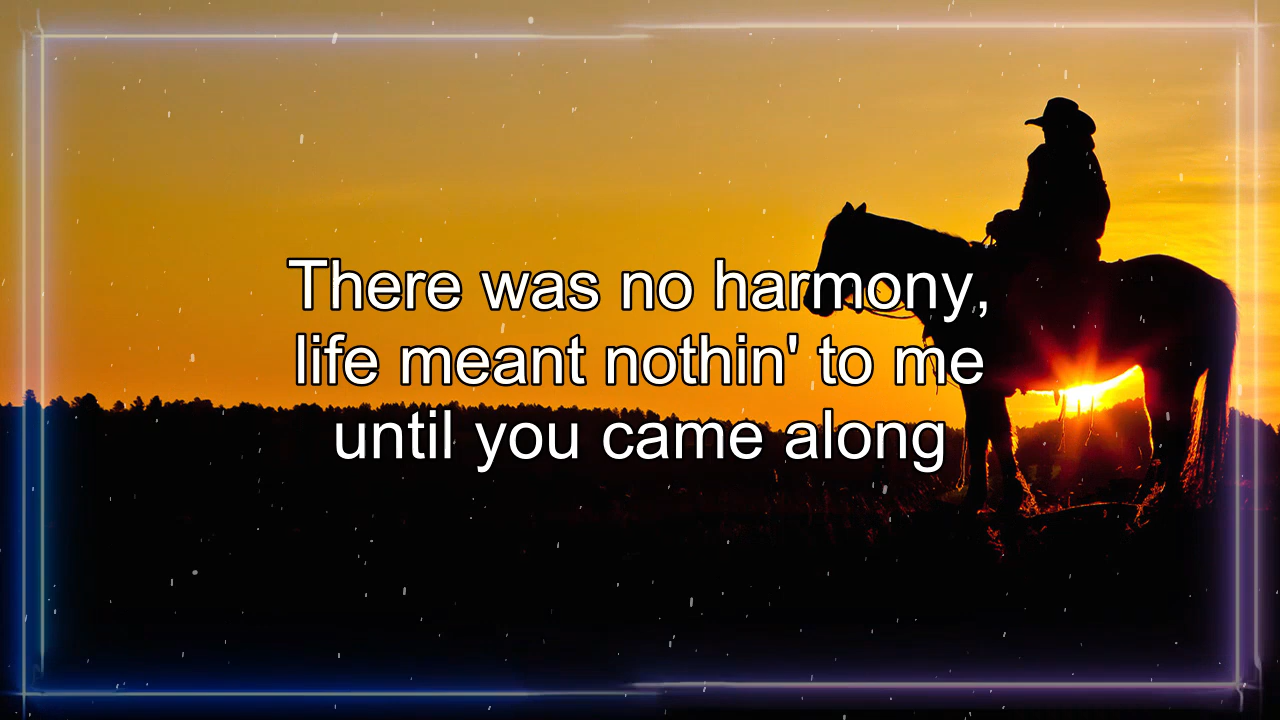 There was no harmony,
life meant nothin' to me
until you came along